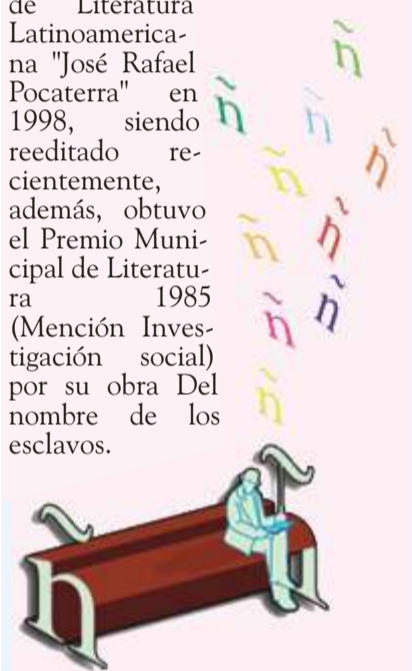 de Literatura
Latinoamerica-
na "José Rafael
Pocaterra" en
1998, siendo
reeditado re-
cientemente,
además, obtuvo
el Premio Muni-
cipal de Literatu-
ra 1985
(Mención Inves-
tigación social)
por su obra Del
nombre de los
esclavos.
ñ
ñ
ñ
ñ
ñ
ñ
ñ
ñ
ñ
ñ
ñ
ñ